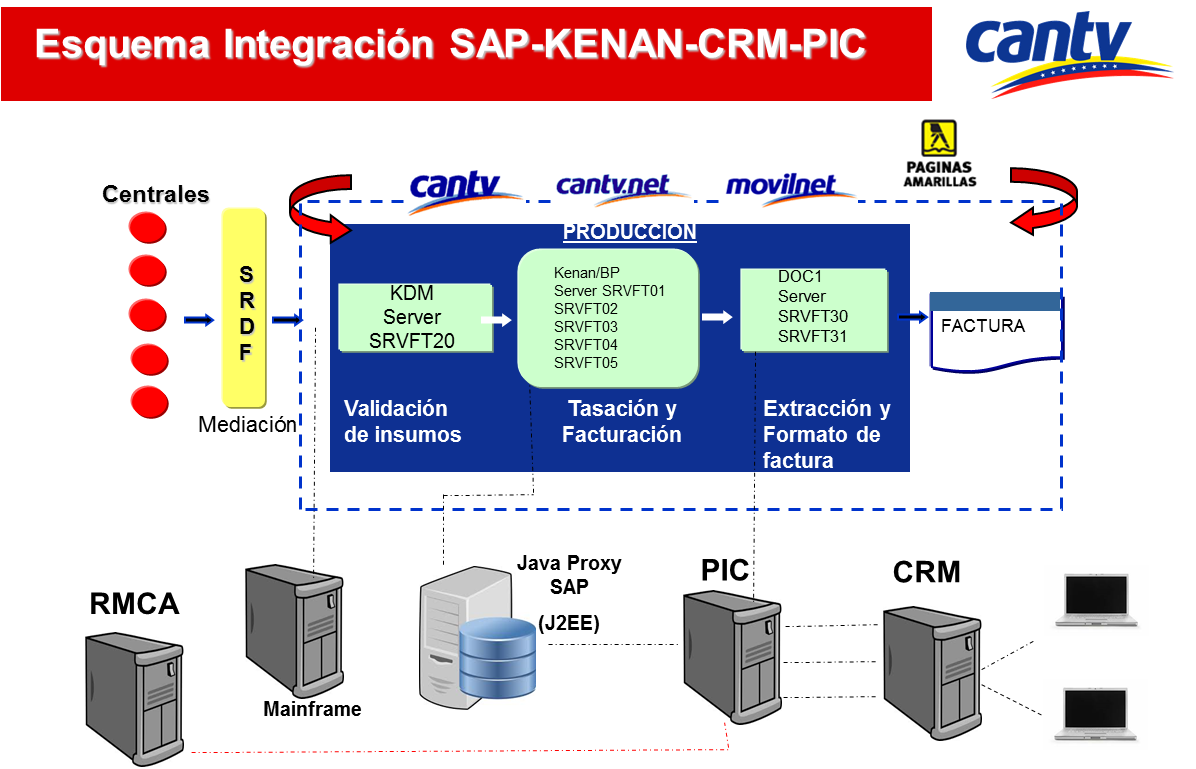 Esquema Integración SAP-KENAN-CRM-PIC
cantv
PAGINAS
AMARILLAS
cantv
cantv.net
movilnet
Centrales
S
R
D
F
Mediación
PRODUCCION
KDM
Server
SRVFT20
Kenan/BP
Server SRVFT01
SRVFT02
SRVFT03
SRVFT04
SRVFT05
DOC1
Server
SRVFT30
SRVFT31
FACTURA
Validación
de insumos
Tasación y
Facturación
Extracción y
Formato de
factura
RMCA
Mainframe
Java Proxy
SAP
(J2EE)
PIC
CRM